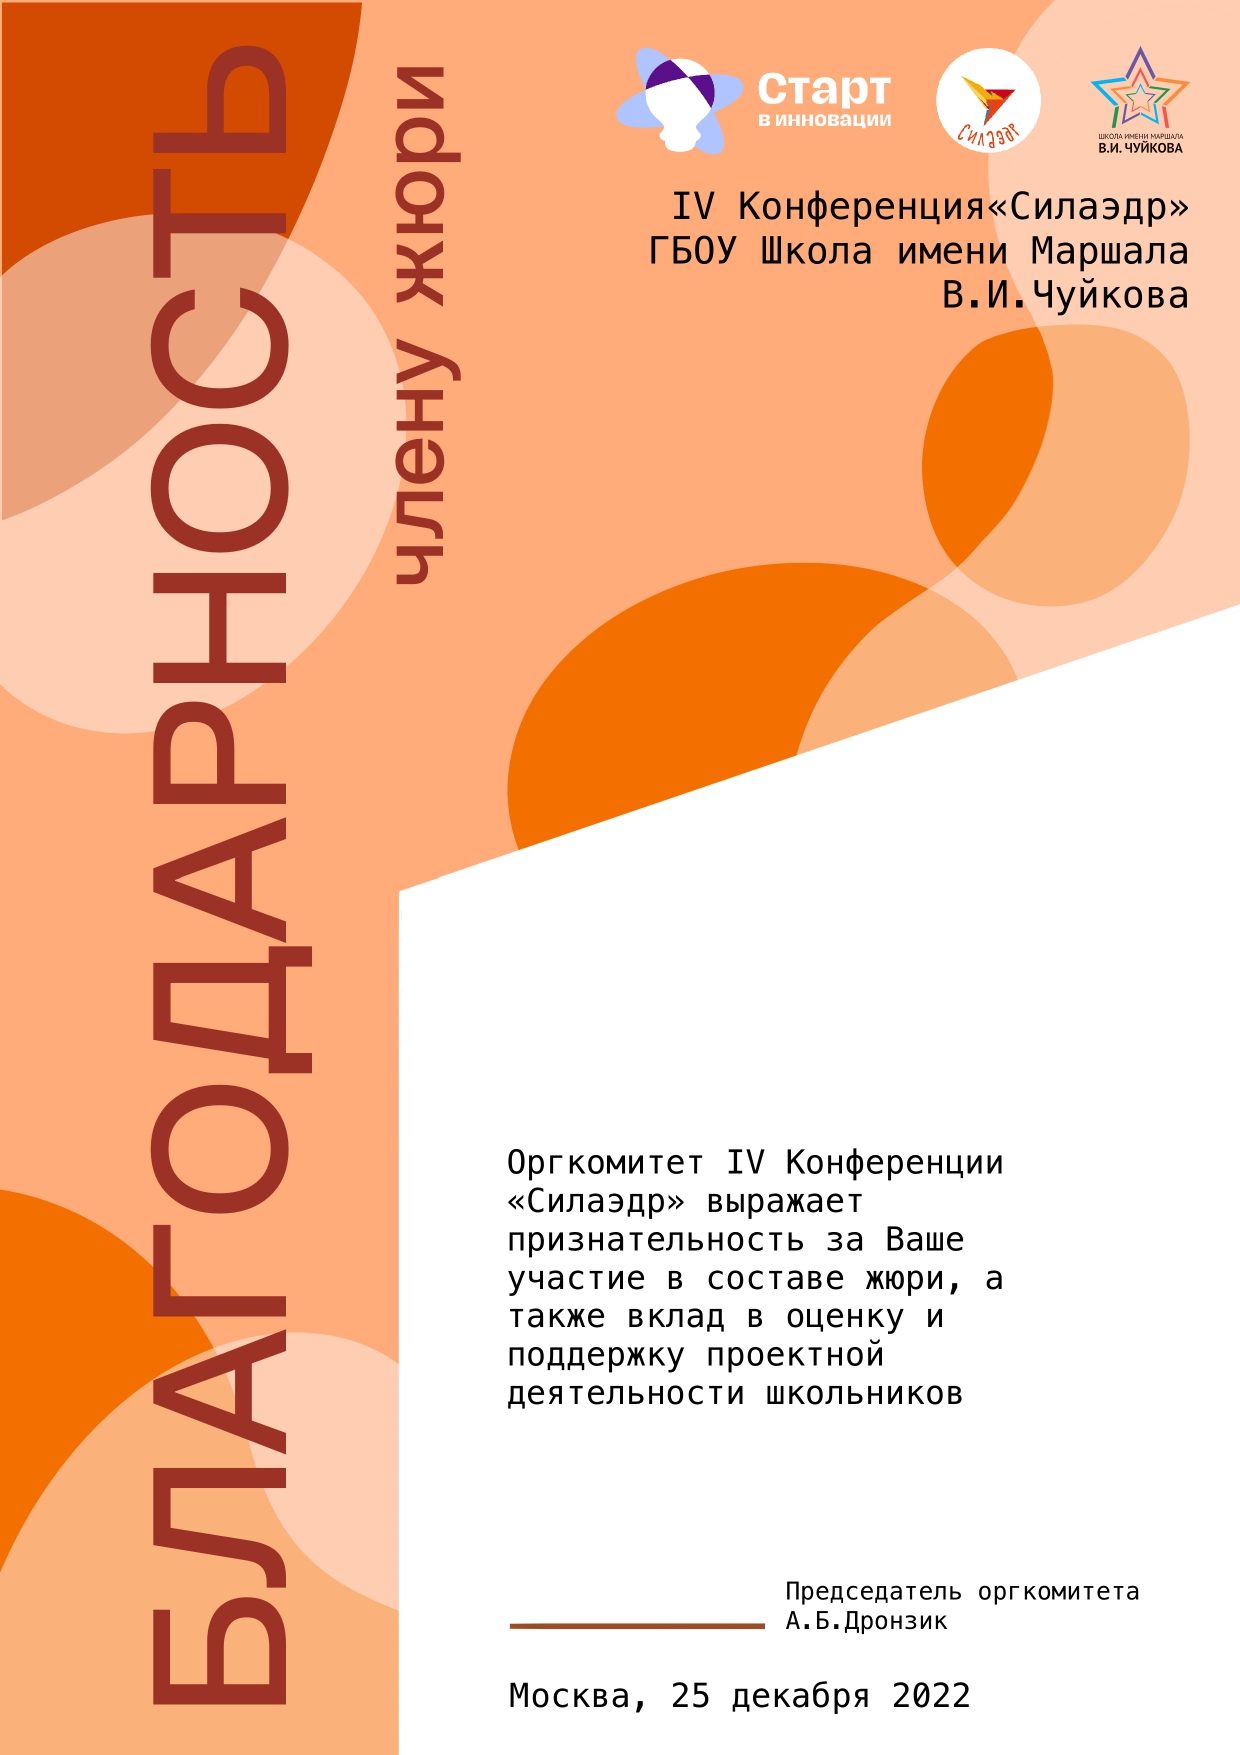 БЛАГОДАРНОСТЬ
члену жюри
Старт
в инновации
Силаэдр
ШКОЛА ИМЕНИ МАРШАЛА
В.И. ЧУЙКОВА
IV Конференция«Силаэдр»
ГБОУ Школа имени Маршала
В.И.Чуйкова
Оргкомитет IV Конференции
«Силаэдр» выражает
признательность за Ваше
участие в составе жюри, а
также вклад в оценку и
поддержку проектной
деятельности школьников
Председатель оргкомитета
А.Б.Дронзик
Москва, 25 декабря 2022